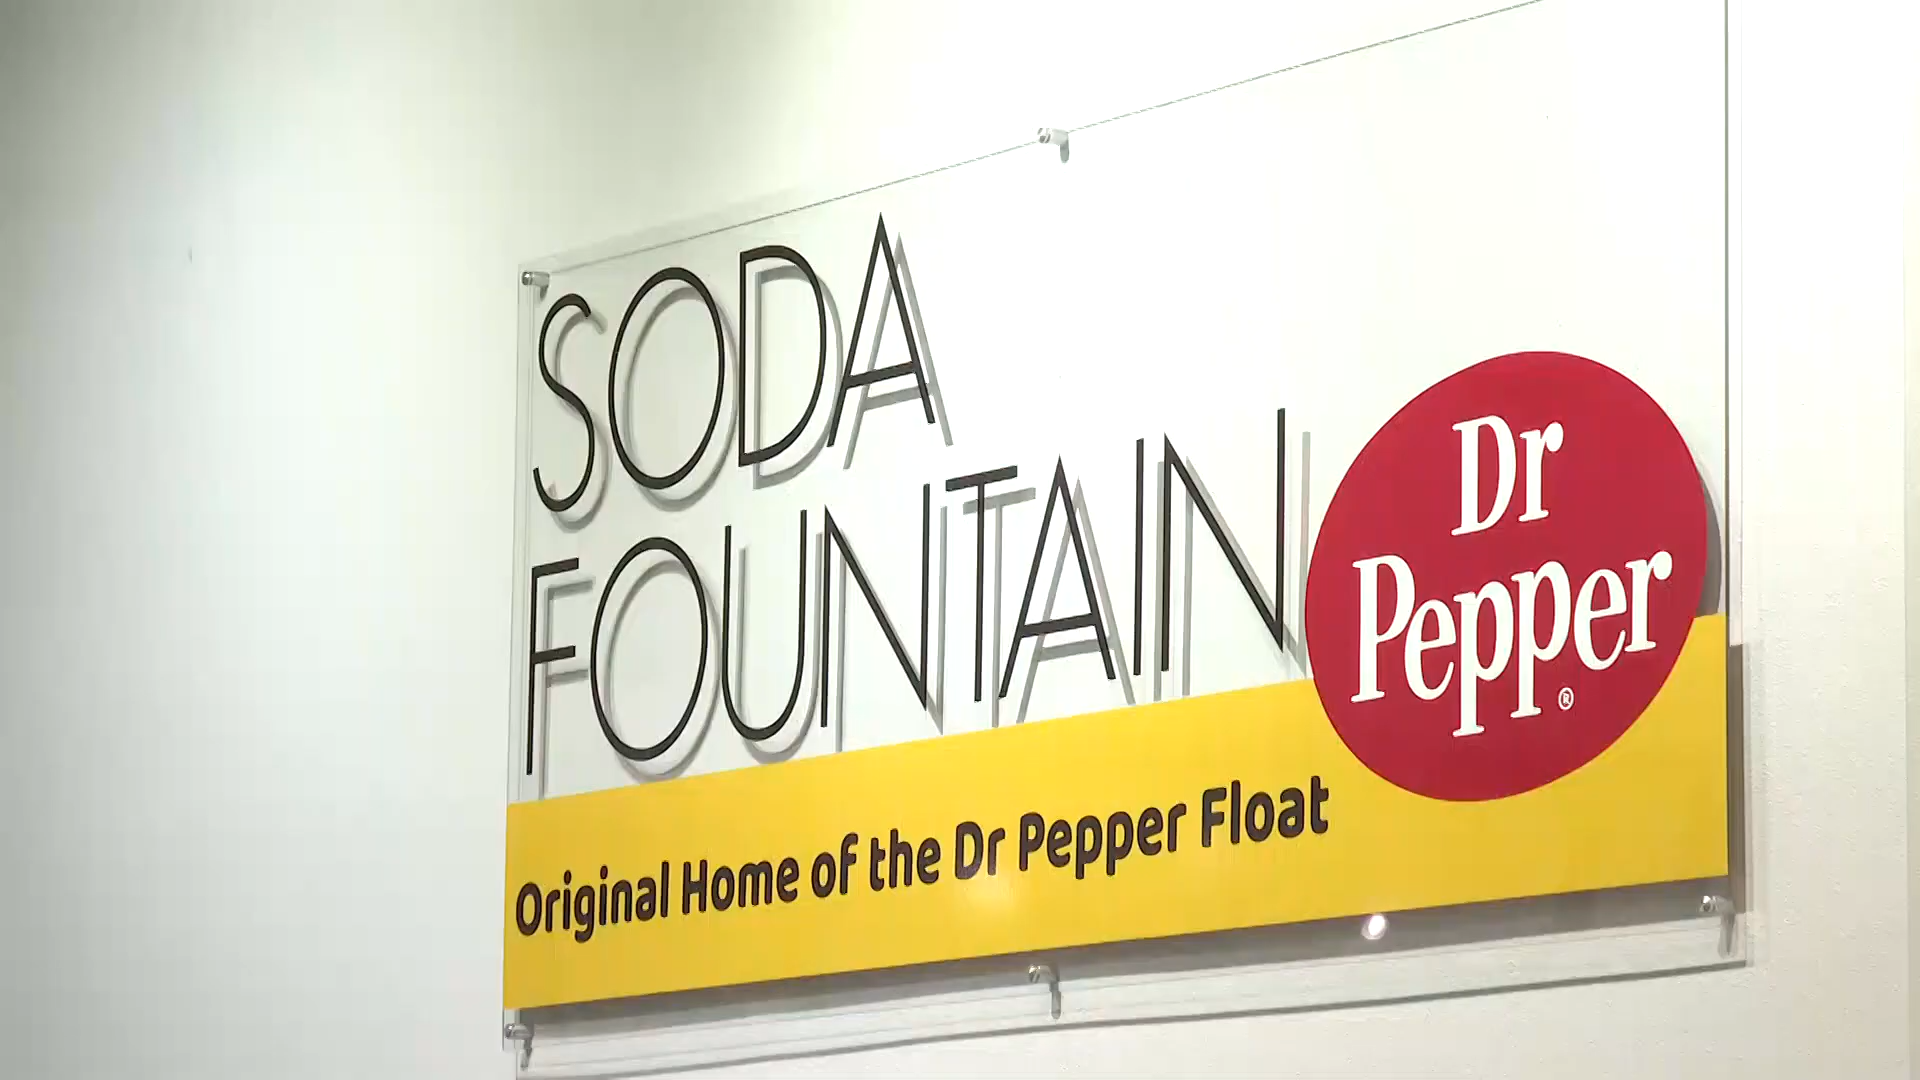 SODA
FOUNTAIN
Dr
Pepper
®
Original Home of the Dr Pepper Float